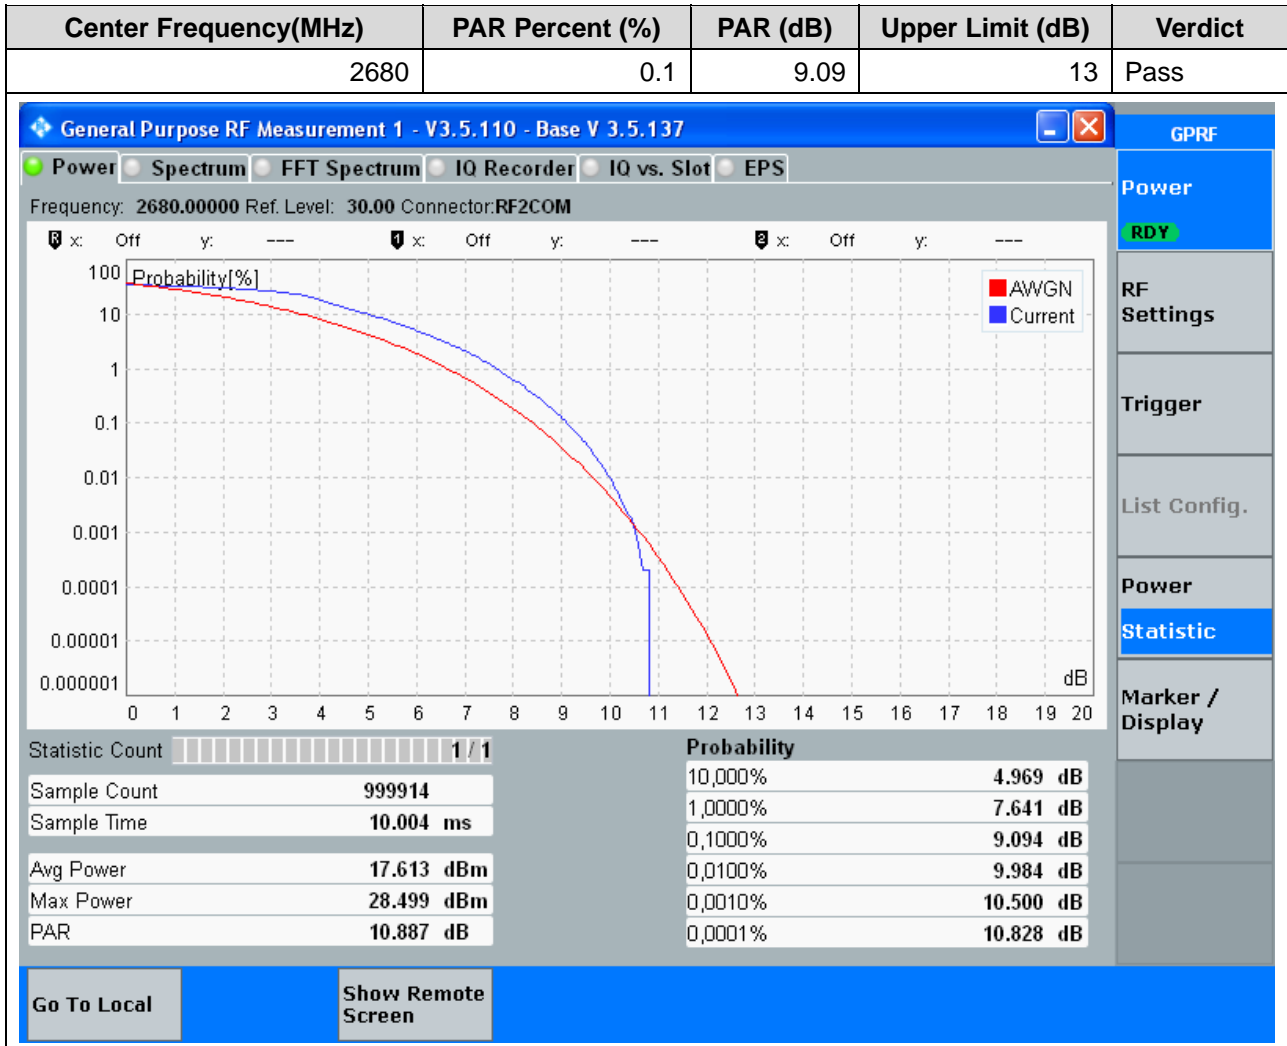 Center Frequency(MHz) PAR Percent (%) PAR (dB) Upper Limit (dB) Verdict
2680 0.1 9.09 13 Pass
General Purpose RF Measurement 1 - V3.5.110 - Base V 3.5.137
GPRF
Power Spectrum FFT Spectrum IQ Recorder IQ vs. Slot EPS
Frequency: 2680.00000 Ref. Level: 30.00 Connector:RF2COM
R x: Off y: --- 1 x: Off y: --- 2 x: Off y: ---
Probability[%]
100
10
1
0.1
0.01
0.001
0.0001
0.00001
0.000001
AWGN
Current
dB
0 1 2 3 4 5 6 7 8 9 10 11 12 13 14 15 16 17 18 19 20
Statistic Count 1 / 1
Sample Count 999914
Sample Time 10.004 ms
Avg Power 17.613 dBm
Max Power 28.499 dBm
PAR 10.887 dB
Probability
10,000% 4.969 dB
1,0000% 7.641 dB
0,1000% 9.094 dB
0,0100% 9.984 dB
0,0010% 10.500 dB
0,0001% 10.828 dB
Power
RDY
RF
Settings
Trigger
List Config.
Power
Statistic
Marker /
Display
Go To Local
Show Remote
Screen